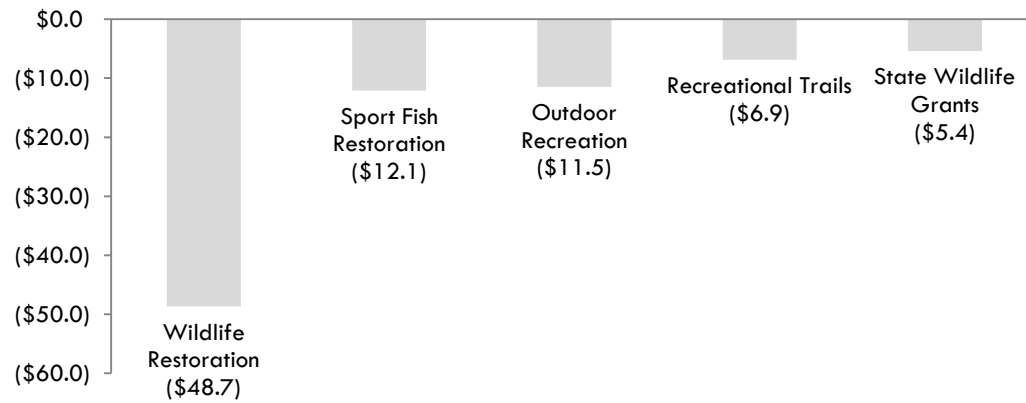 $0.0
($10.0)
($20.0)
($30.0)
($40.0)
($50.0)
($60.0)
Wildlife
Restoration
($48.7)
Sport Fish
Restoration
($12.1)
Outdoor
Recreation
($11.5)
Recreational Trails
($6.9)
State Wildlife
Grants
($5.4)